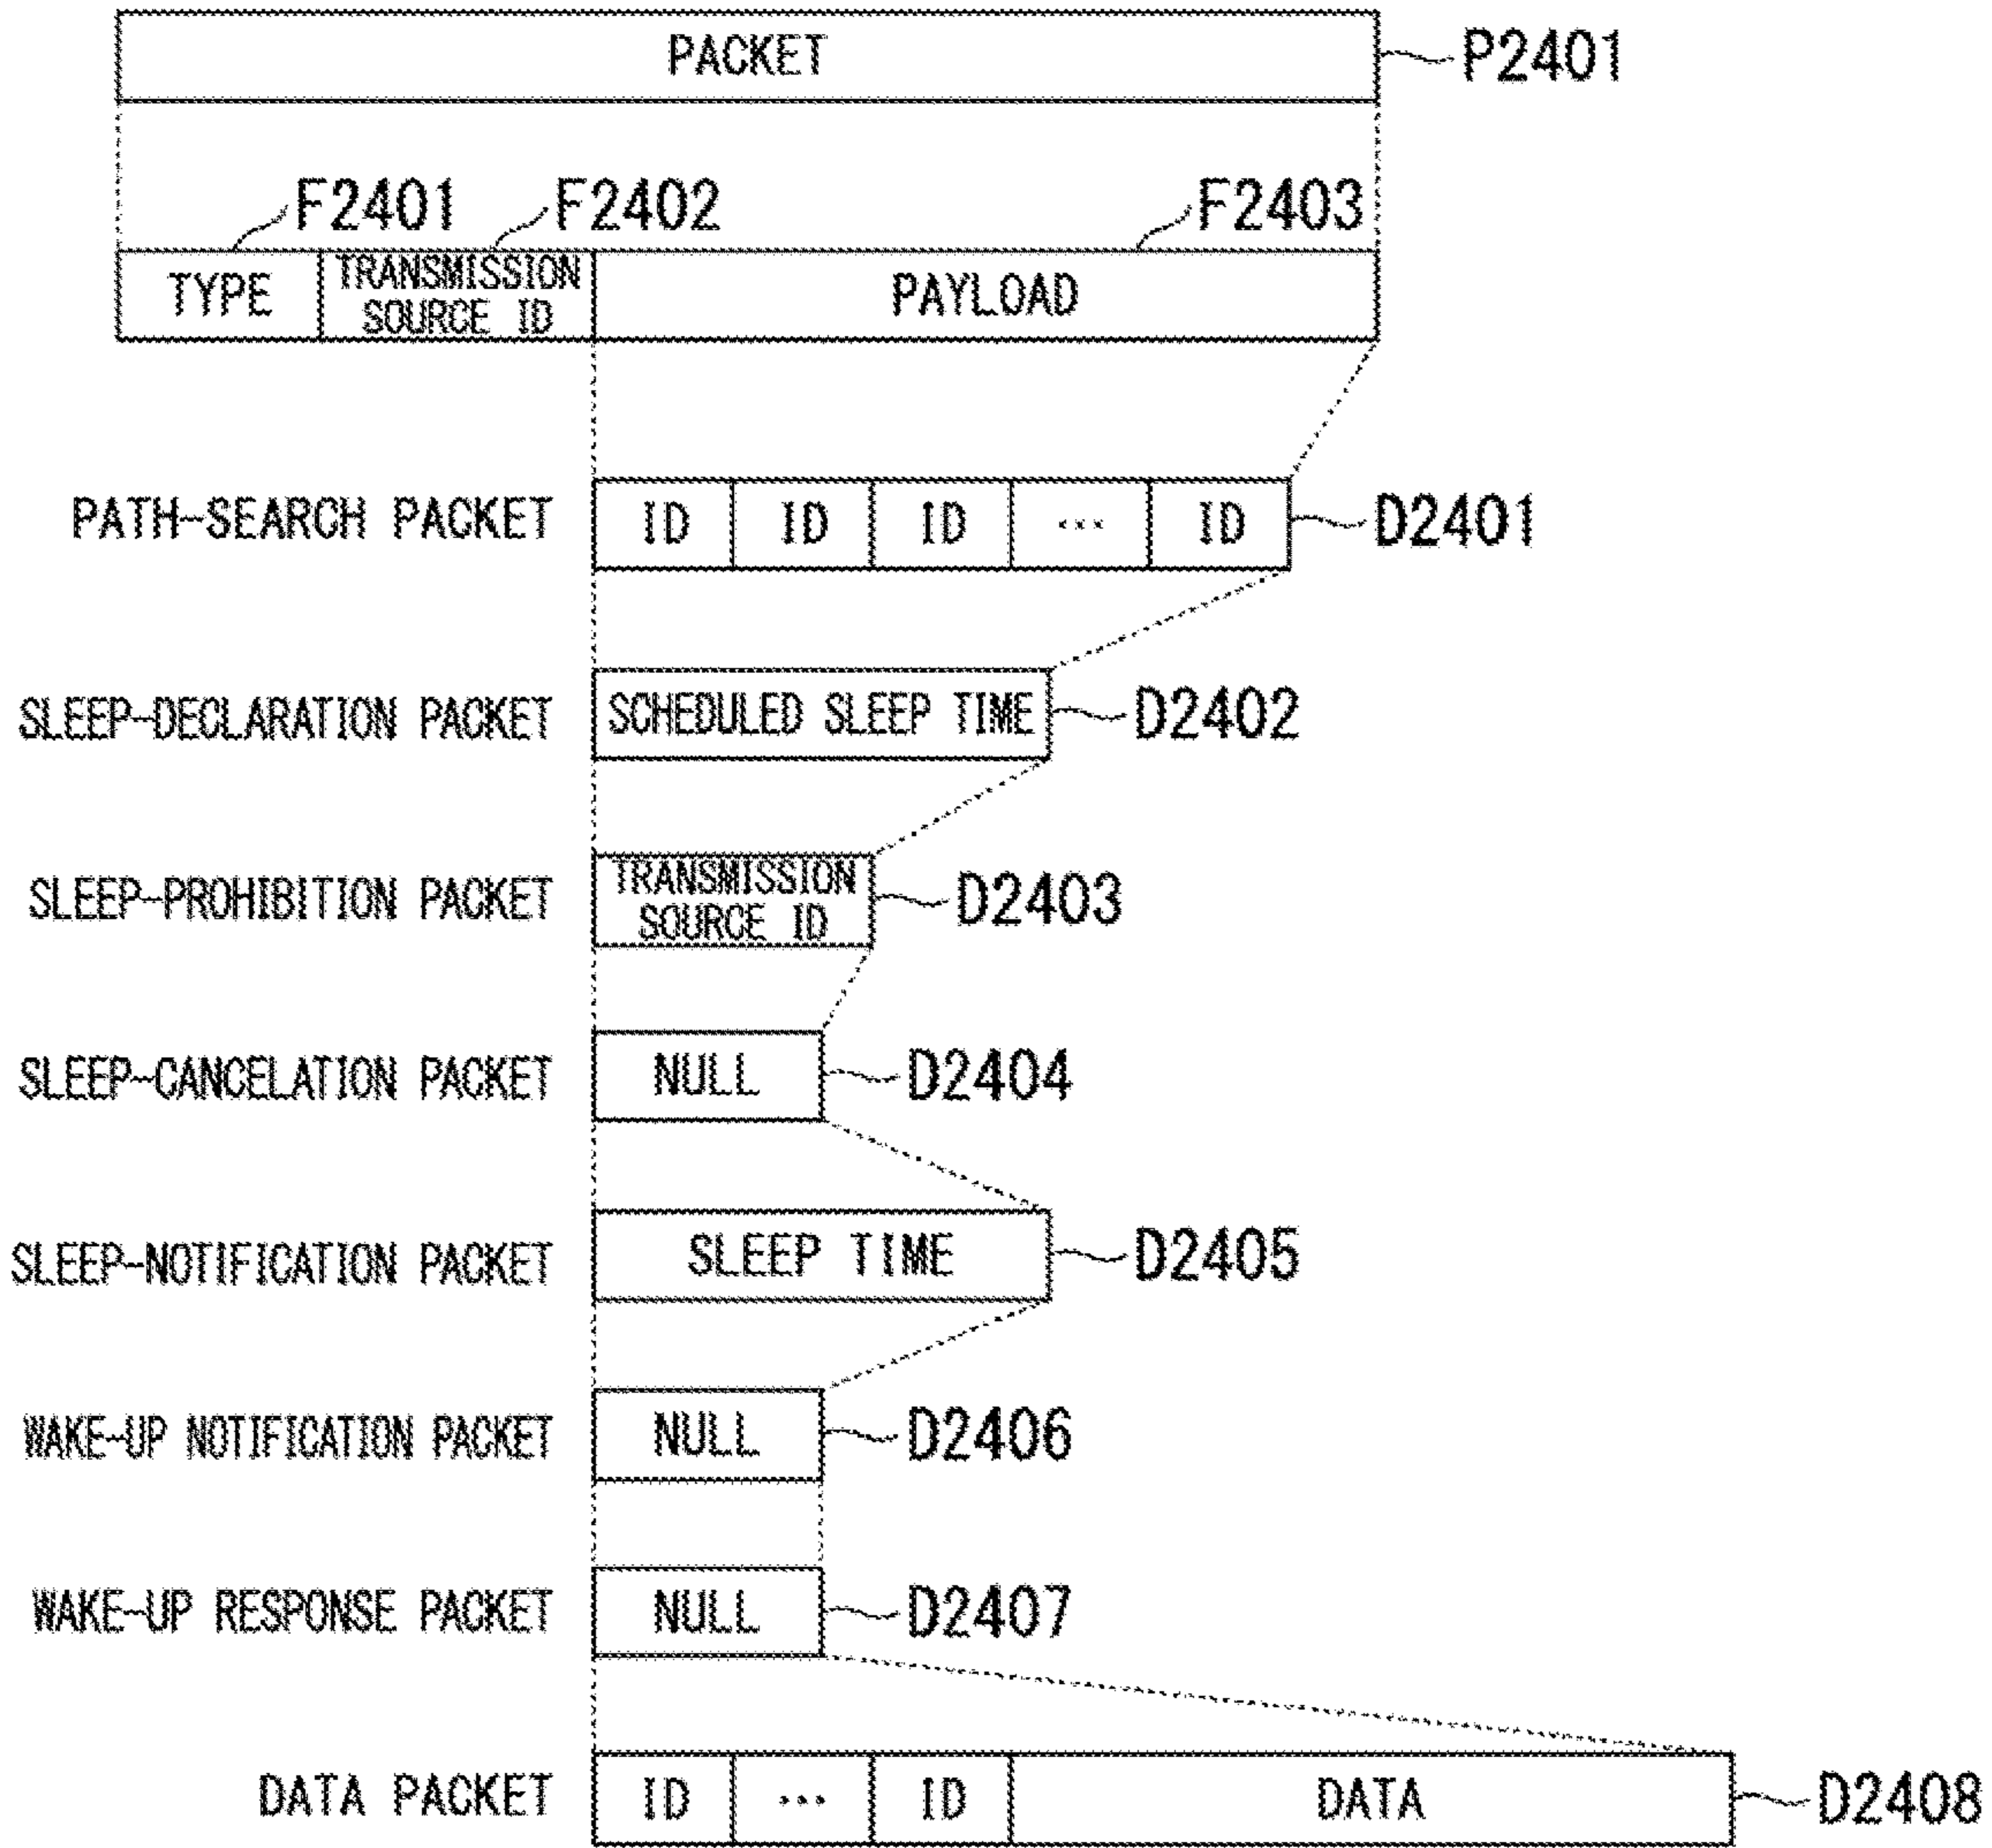 PACKET P2401
F2401 F2402 F2403
TYPE TRANSMISSION SOURCE ID PAYLOAD
PATH-SEARCH PACKET ID ID ID ... ID D2401
SLEEP-DECLARATION PACKET SCHEDULED SLEEP TIME D2402
SLEEP-PROHIBITION PACKET TRANSMISSION SOURCE ID D2403
SLEEP-CANCELATION PACKET NULL D2404
SLEEP-NOTIFICATION PACKET SLEEP TIME D2405
WAKE-UP NOTIFICATION PACKET NULL D2406
WAKE-UP RESPONSE PACKET NULL D2407
DATA PACKET ID ... ID DATA D2408